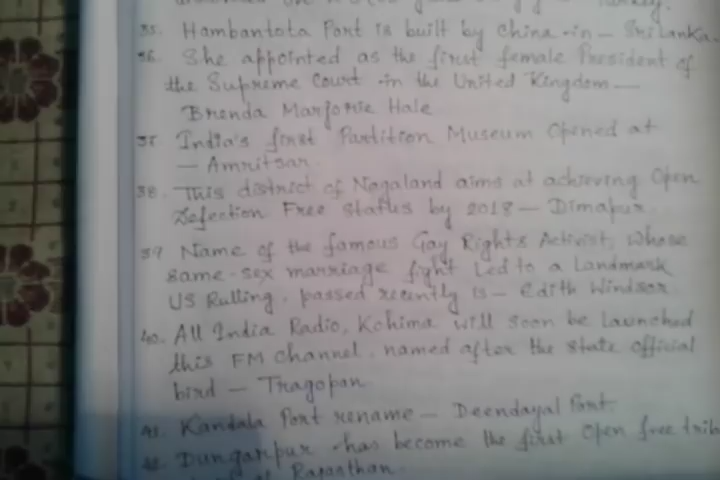 35. Hambantota Port is built by China in — Sri Lanka.
36. She appointed as the first female President of
the Supreme Court in the United Kingdom —
Brenda Marjorie Hale
37 India's first Partition Museum Opened at
— Amritsar.
38. This district of Nagaland aims at achieving Open
Defection Free Status by 2018 — Dimapur
39 Name of the famous Gay Rights Activist, whose
same-sex marriage fight Led to a Landmark
US Rulling, passed recently is — Edith Windsor
40. All India Radio, Kohima will soon be launched
this FM Channel, named after the state official
bird — Tragopan
41. Kandala Port rename — Deendayal Port.
42. Dungarpur has become the first Open free trib
Rajasthan.